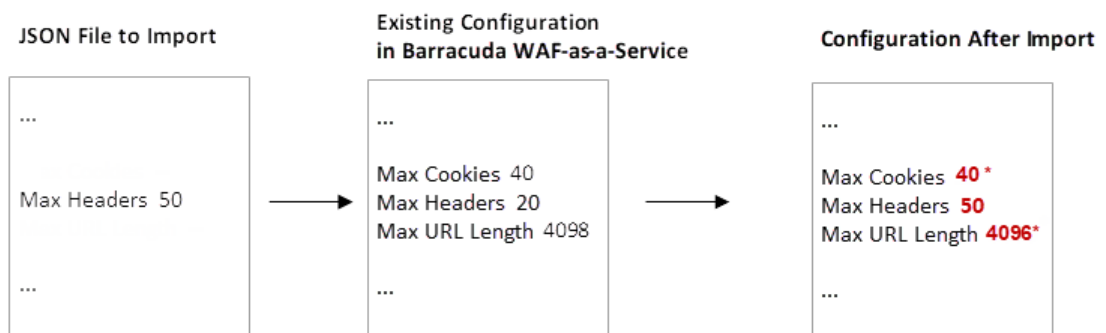 JSON File to Import
...
Max Headers 50
...
Existing Configuration
in Barracuda WAF-as-a-Service
...
Max Cookies 40
Max Headers 20
Max URL Length 4098
...
Configuration After Import
...
Max Cookies 40 *
Max Headers 50
Max URL Length 4096*
...